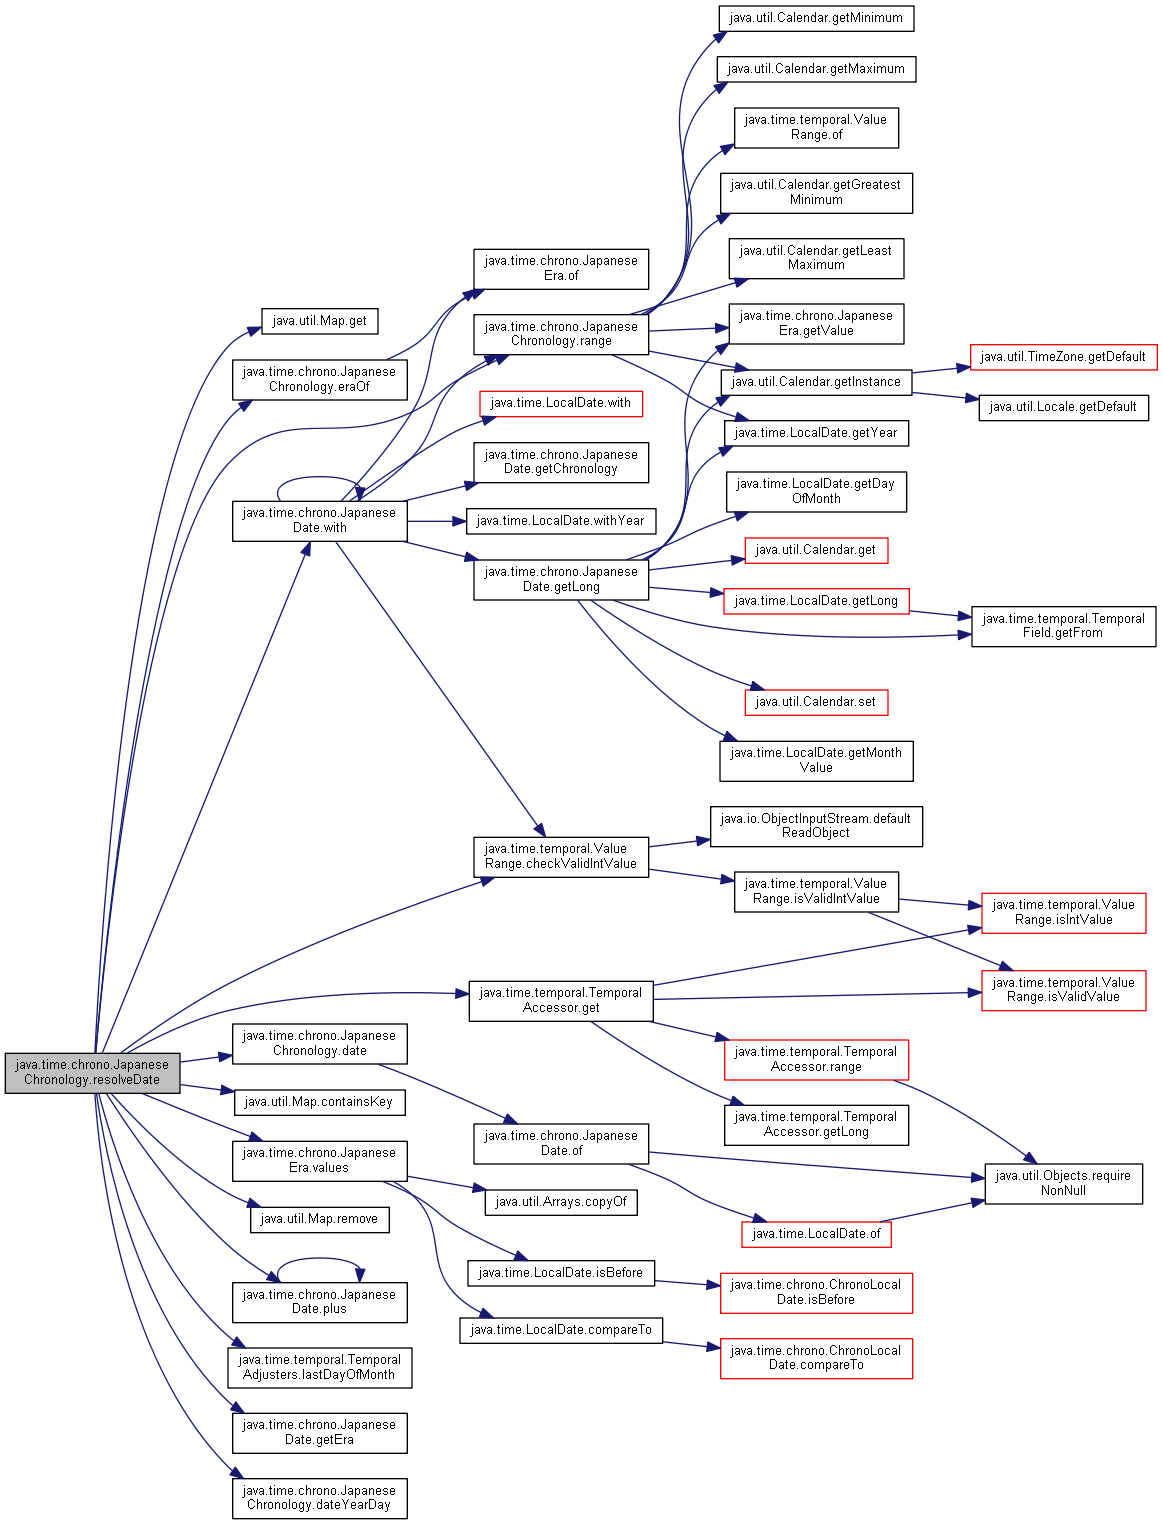 java.util.Calendar.getMinimum
java.util.Calendar.getMaximum
java.time.temporal.Value
Range.of
java.util.Calendar.getGreatest
Minimum
java.util.Calendar.getLeast
Maximum
java.time.chrono.Japanese
Era.of
java.time.chrono.Japanese
Era.getValue
java.util.Map.get
java.time.chrono.Japanese
Chronology.range
java.util.TimeZone.getDefault
java.time.chrono.Japanese
Chronology.eraOf
java.util.Calendar.getInstance
java.util.Locale.getDefault
java.time.LocalDate.with
java.time.LocalDate.getYear
java.time.chrono.Japanese
Date.getChronology
java.time.LocalDate.getDay
OfMonth
java.time.chrono.Japanese
Date.with
java.time.LocalDate.withYear
java.util.Calendar.get
java.time.chrono.Japanese
Date.getLong
java.time.LocalDate.getLong
java.time.temporal.Temporal
Field.getFrom
java.util.Calendar.set
java.time.LocalDate.getMonth
Value
java.io.ObjectInputStream.default
ReadObject
java.time.temporal.Value
Range.checkValidIntValue
java.time.temporal.Value
Range.isValidIntValue
java.time.temporal.Value
Range.isIntValue
java.time.temporal.Temporal
Accessor.get
java.time.temporal.Value
Range.isValidValue
java.time.chrono.Japanese
Chronology.date
java.time.temporal.Temporal
Accessor.range
java.time.chrono.Japanese
Chronology.resolveDate
java.util.Map.containsKey
java.time.temporal.Temporal
Accessor.getLong
java.time.chrono.Japanese
Date.of
java.time.chrono.Japanese
Era.values
java.util.Objects.require
NonNull
java.util.Arrays.copyOf
java.util.Map.remove
java.time.LocalDate.of
java.time.LocalDate.isBefore
java.time.chrono.ChronoLocal
Date.isBefore
java.time.chrono.Japanese
Date.plus
java.time.LocalDate.compareTo
java.time.chrono.ChronoLocal
Date.compareTo
java.time.temporal.Temporal
Adjusters.lastDayOfMonth
java.time.chrono.Japanese
Date.getEra
java.time.chrono.Japanese
Chronology.dateYearDay